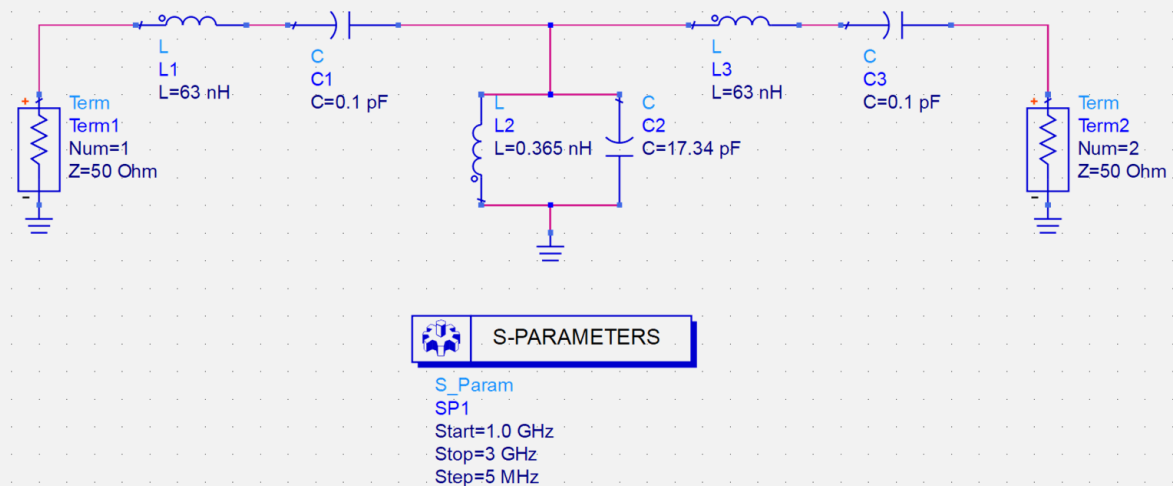 L
L1
L=63 nH
C
C1
C=0.1 pF
L
L3
L=63 nH
C
C3
C=0.1 pF
+
Term
Term1
Num=1
Z=50 Ohm
-
L
L2
L=0.365 nH
C
C2
C=17.34 pF
+
Term
Term2
Num=2
Z=50 Ohm
-
S-PARAMETERS
S_Param
SP1
Start=1.0 GHz
Stop=3 GHz
Step=5 MHz